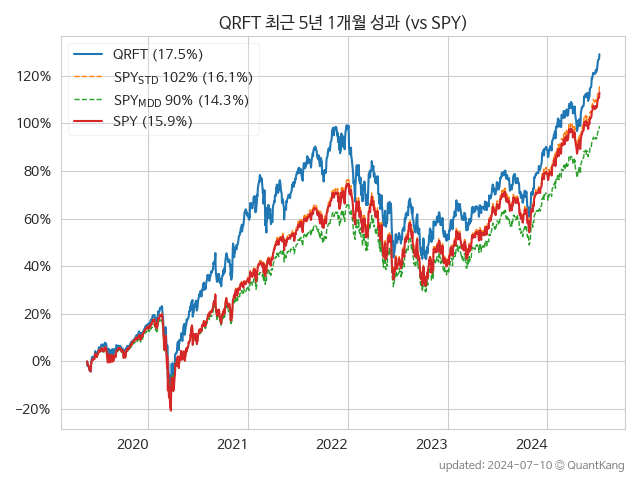 QRFT 최근 5년 1개월 성과 (vs SPY)
QRFT (17.5%)
SPYSTD 102% (16.1%)
SPYMDD 90% (14.3%)
SPY (15.9%)
120%
100%
80%
60%
40%
20%
0%
−20%
2020 2021 2022 2023 2024
updated: 2024-07-10 © QuantKang